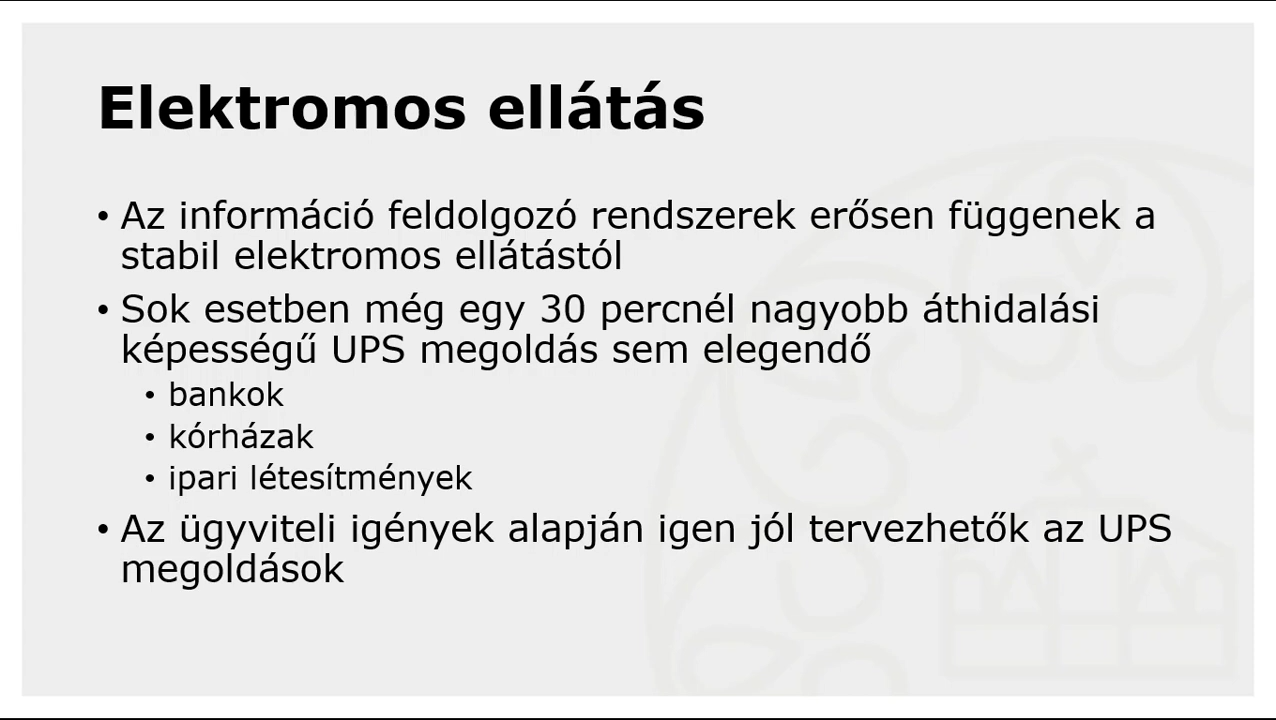 Elektromos ellátás
• Az információ feldolgozó rendszerek erősen függenek a
stabil elektromos ellátástól
• Sok esetben még egy 30 percnél nagyobb áthidalási
képességű UPS megoldás sem elegendő
• bankok
• kórházak
• ipari létesítmények
• Az ügyviteli igények alapján igen jól tervezhetők az UPS
megoldások